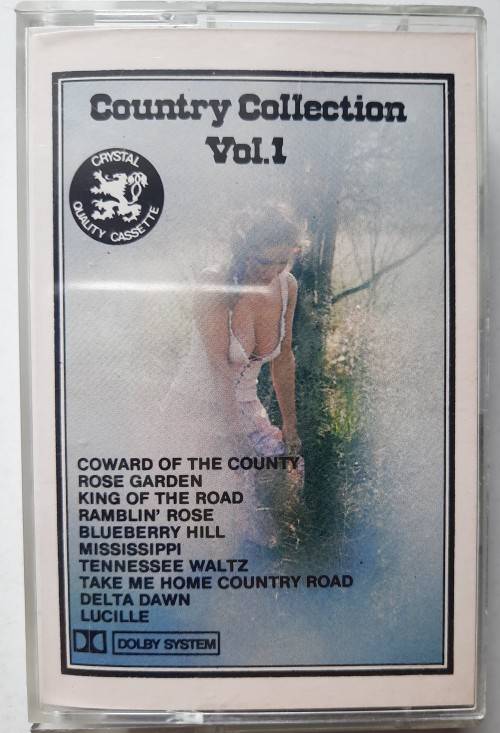 Country Collection
Vol.1
CRYSTAL
QUALITY CASSETTE
COWARD OF THE COUNTY
ROSE GARDEN
KING OF THE ROAD
RAMBLIN' ROSE
BLUEBERRY HILL
MISSISSIPPI
TENNESSEE WALTZ
TAKE ME HOME COUNTRY ROAD
DELTA DAWN
LUCILLE
DOLBY SYSTEM